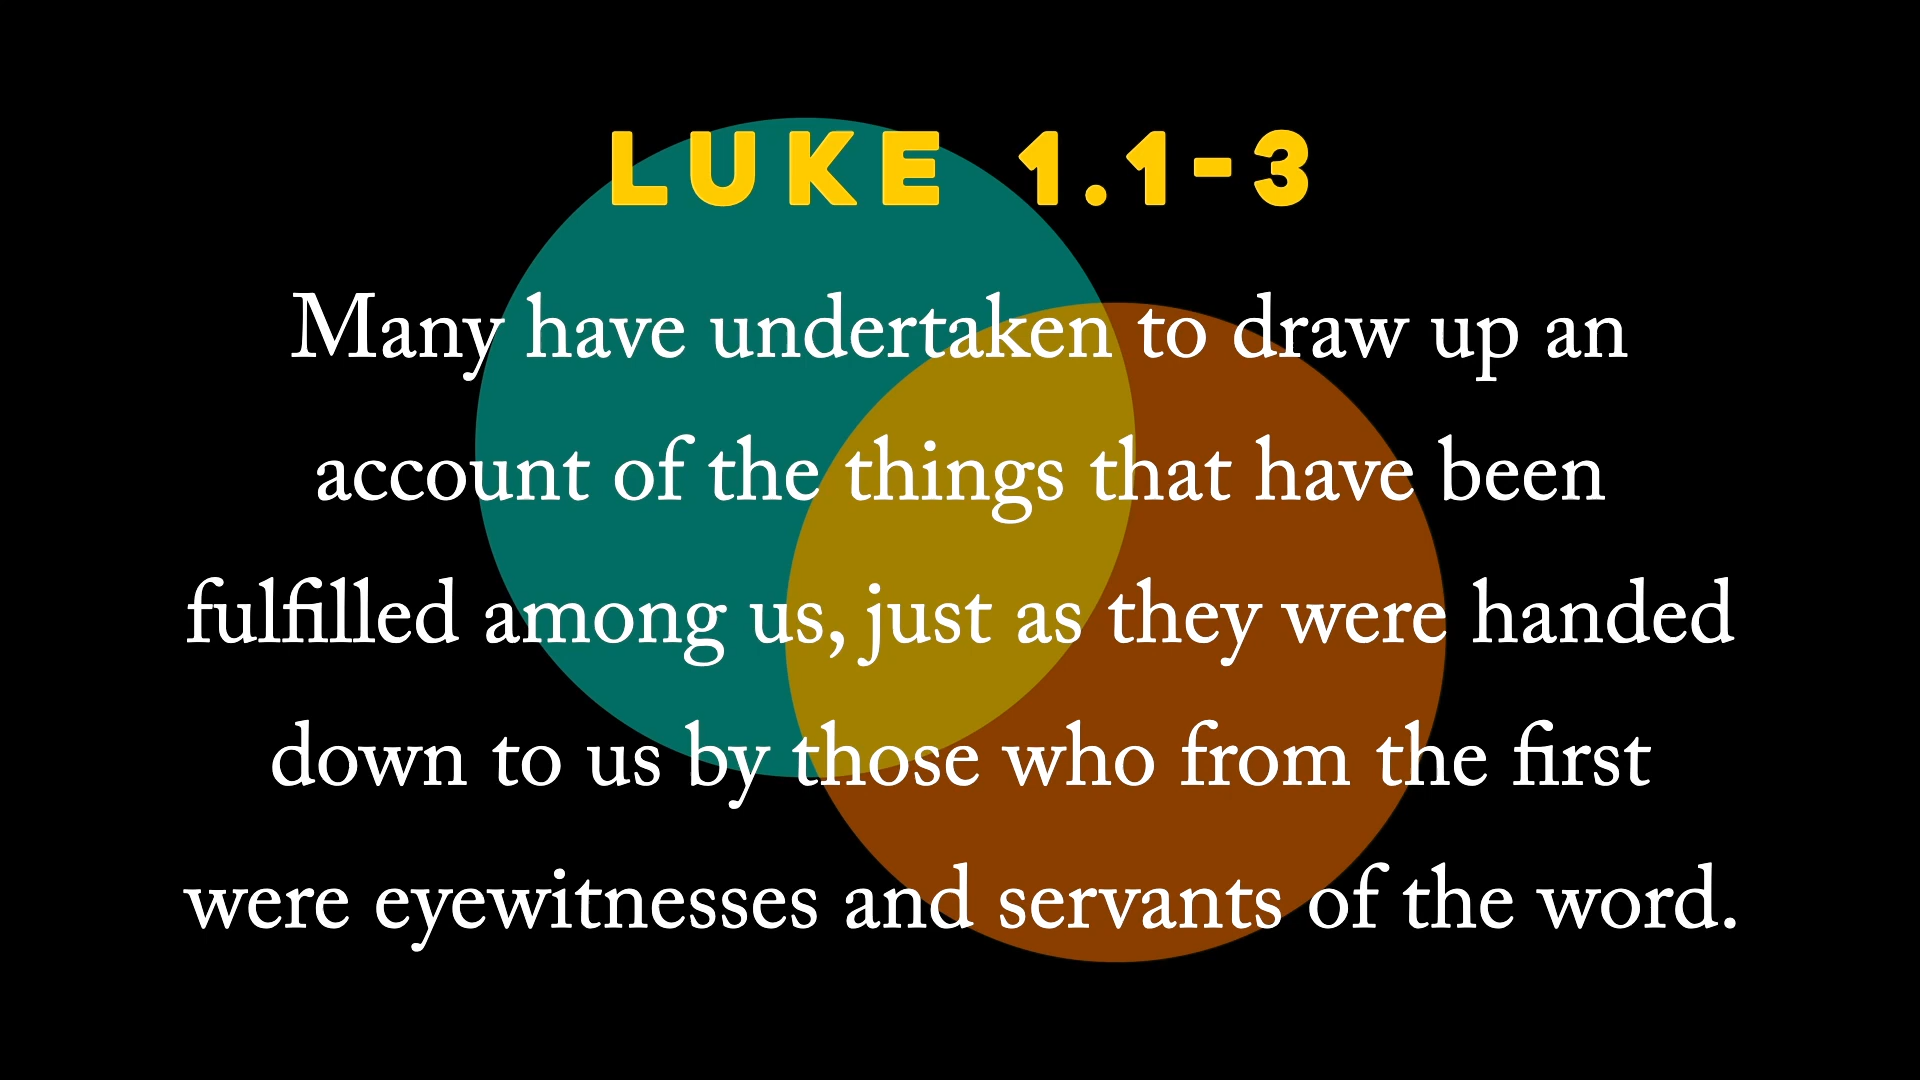 LUKE 1.1-3
Many have undertaken to draw up an
account of the things that have been
fulfilled among us, just as they were handed
down to us by those who from the first
were eyewitnesses and servants of the word.